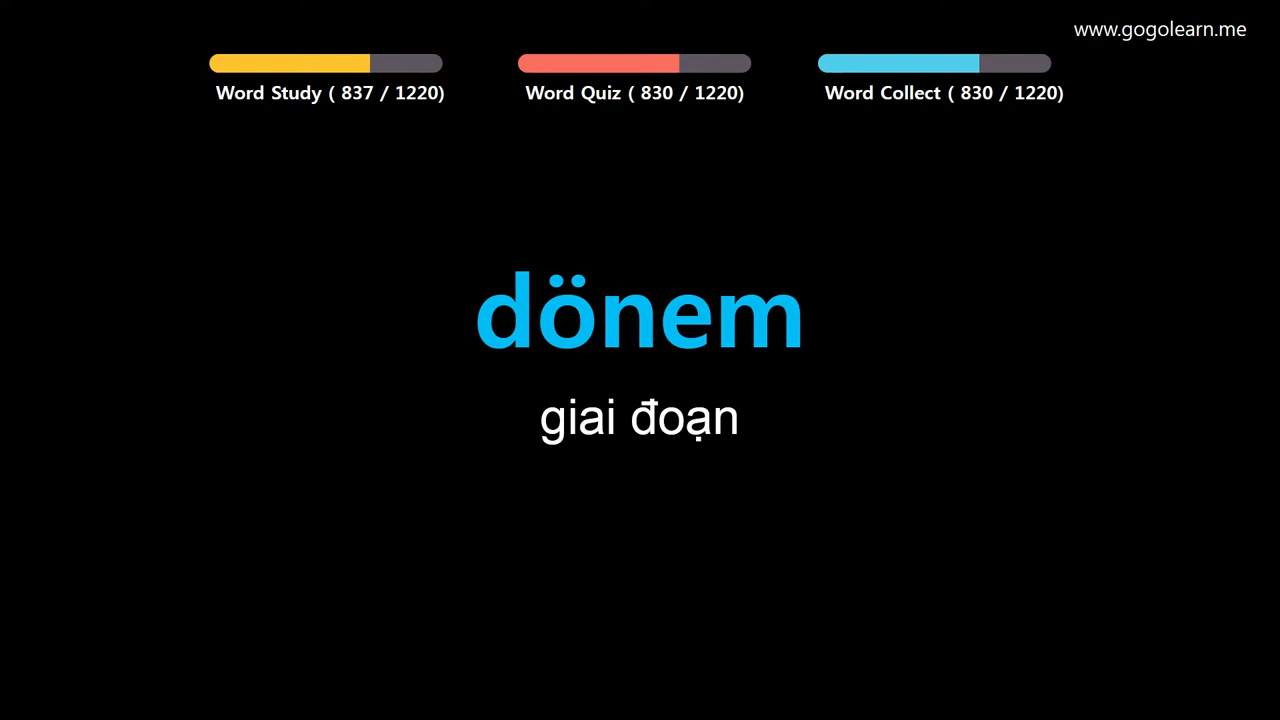 www.gogolearn.me
Word Study ( 837 / 1220)
Word Quiz ( 830 / 1220)
Word Collect ( 830 / 1220)
dönem
giai đoạn